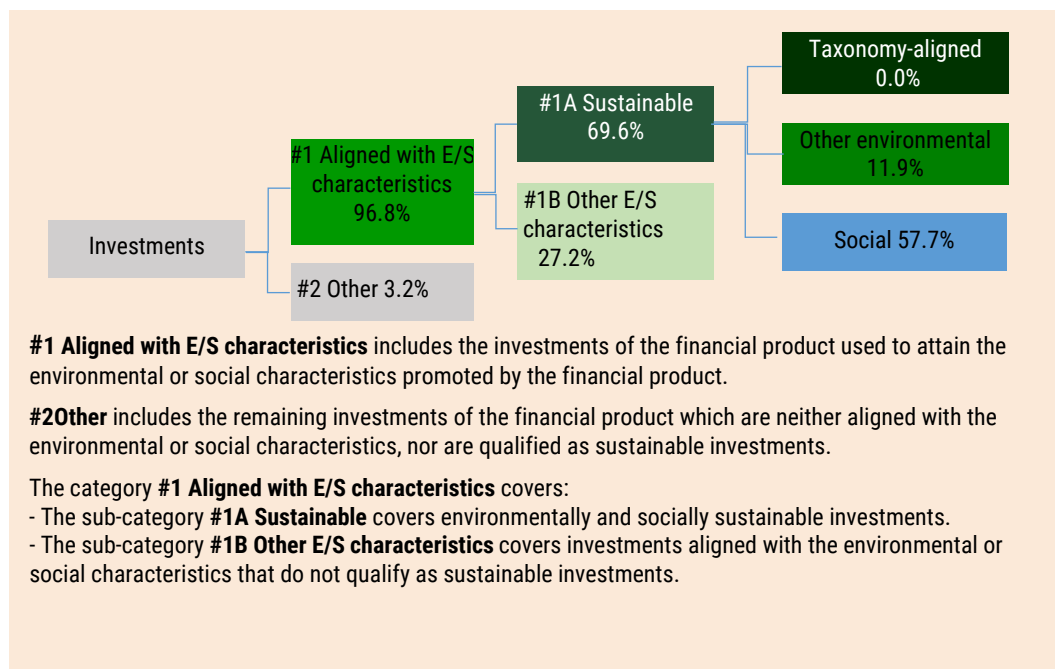 Investments
#1 Aligned with E/S
characteristics
96.8%
#2 Other 3.2%
#1A Sustainable
69.6%
#1B Other E/S
characteristics
27.2%
Taxonomy-aligned
0.0%
Other environmental
11.9%
Social 57.7%
#1 Aligned with E/S characteristics includes the investments of the financial product used to attain the
environmental or social characteristics promoted by the financial product.
#2Other includes the remaining investments of the financial product which are neither aligned with the
environmental or social characteristics, nor are qualified as sustainable investments.
The category #1 Aligned with E/S characteristics covers:
- The sub-category #1A Sustainable covers environmentally and socially sustainable investments.
- The sub-category #1B Other E/S characteristics covers investments aligned with the environmental or
social characteristics that do not qualify as sustainable investments.